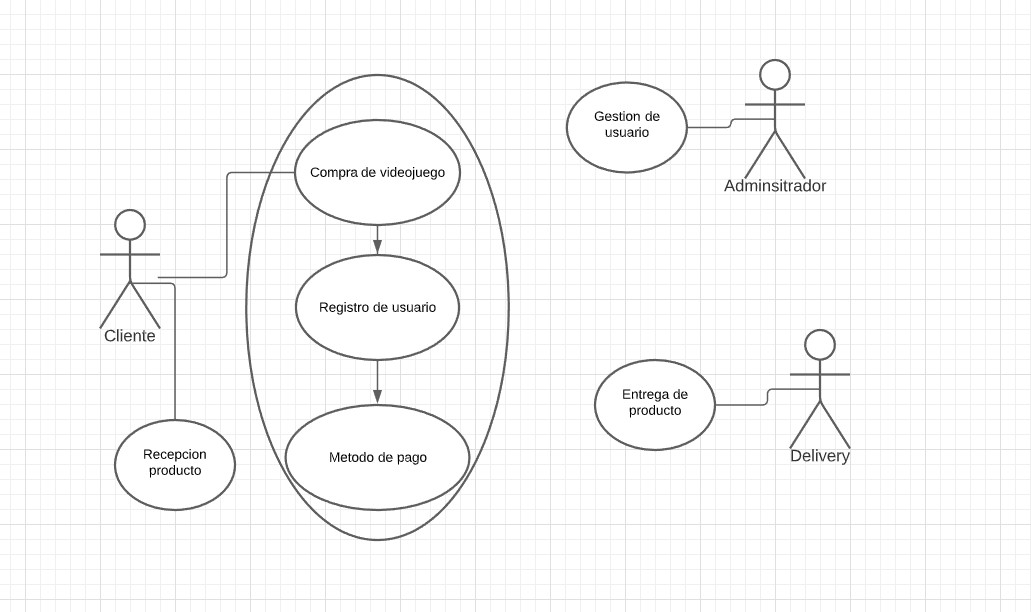 Gestion de
usuario
Adminsitrador
Compra de videojuego
Registro de usuario
Cliente
Entrega de
producto
Delivery
Recepcion
producto
Metodo de pago